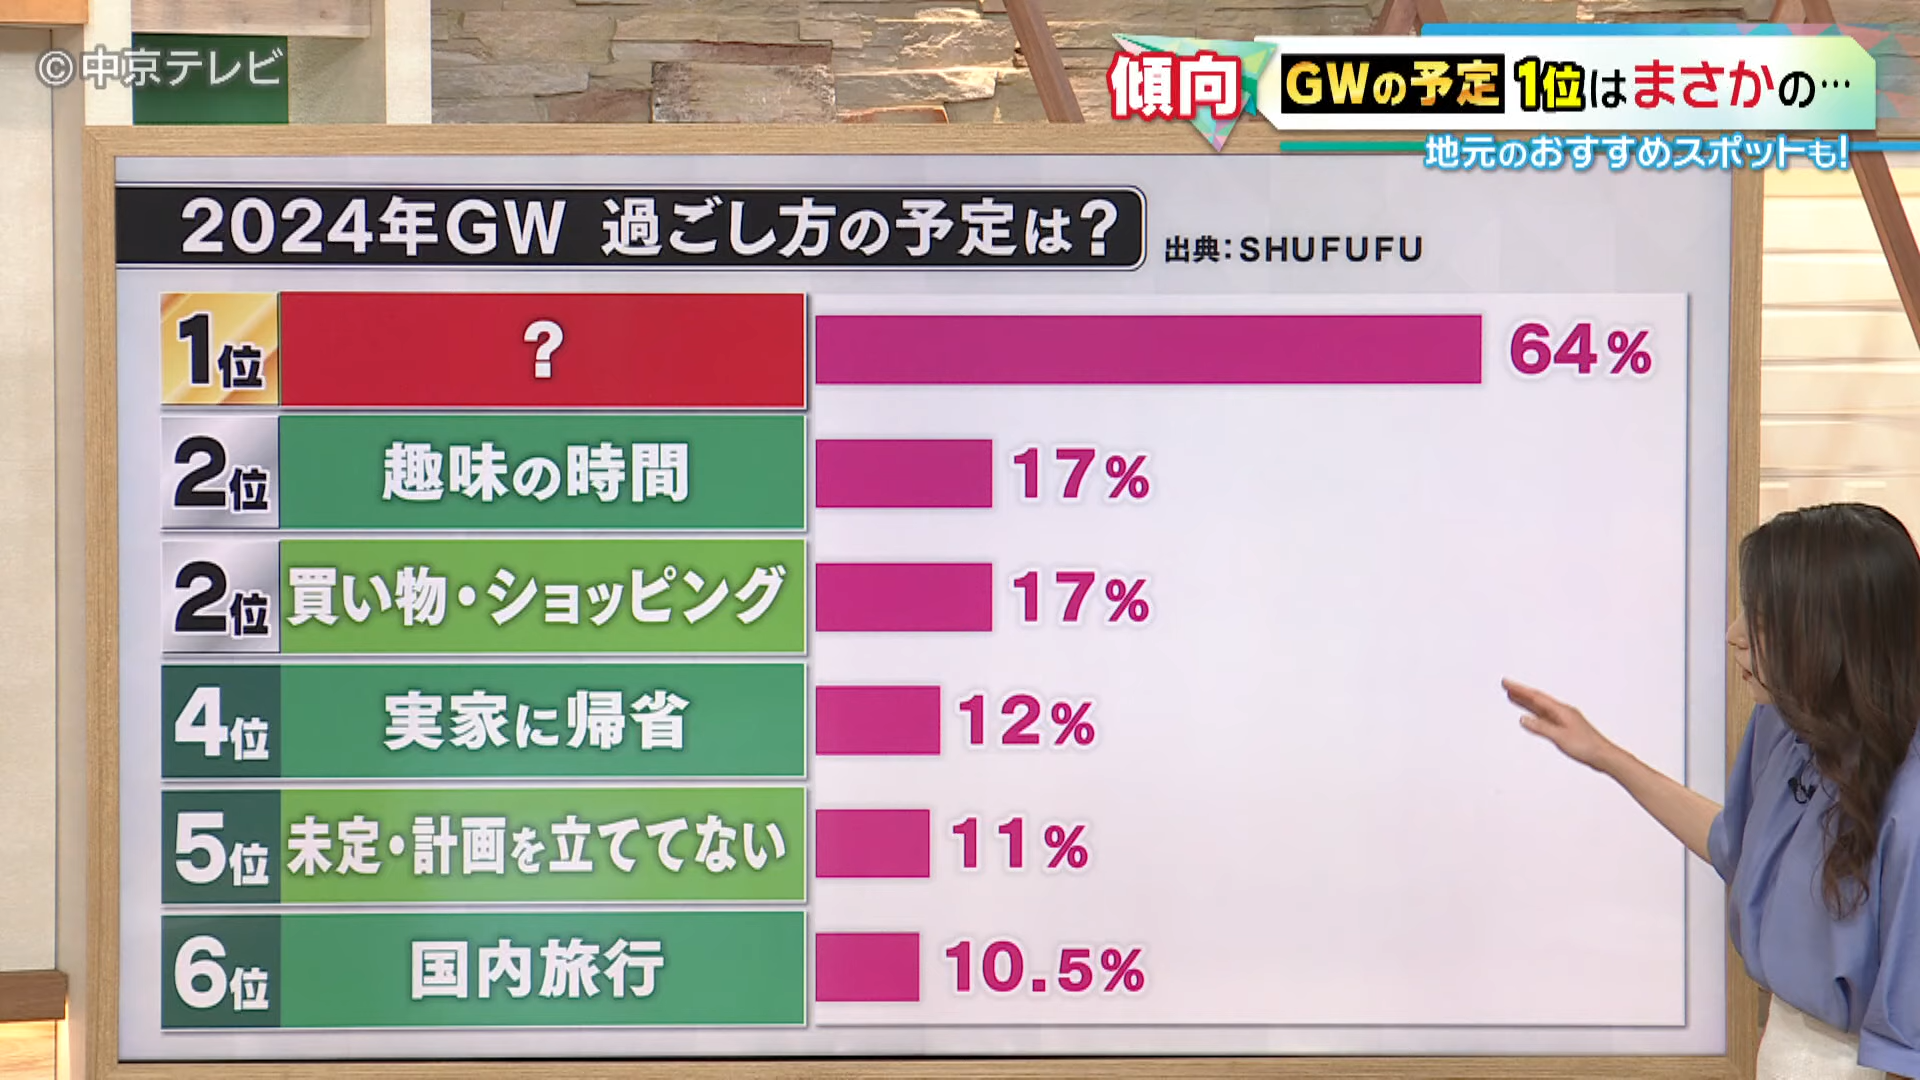 ©中京テレビ
傾向
GWの予定 1位はまさかの…
地元のおすすめスポットも!
2024年GW 過ごし方の予定は?
出典:SHUFUFU
1位 ? 64%
2位 趣味の時間 17%
2位 買い物・ショッピング 17%
4位 実家に帰省 12%
5位 未定・計画を立ててない 11%
6位 国内旅行 10.5%